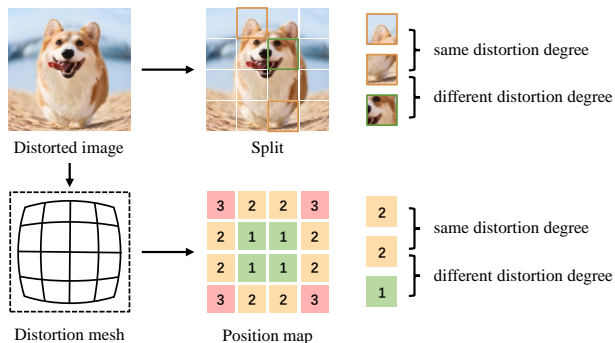 same distortion degree
different distortion degree
Distorted image
Split
3 2 2 3
2 1 1 2
2 1 1 2
3 2 2 3
2
same distortion degree
2
different distortion degree
1
Distortion mesh
Position map